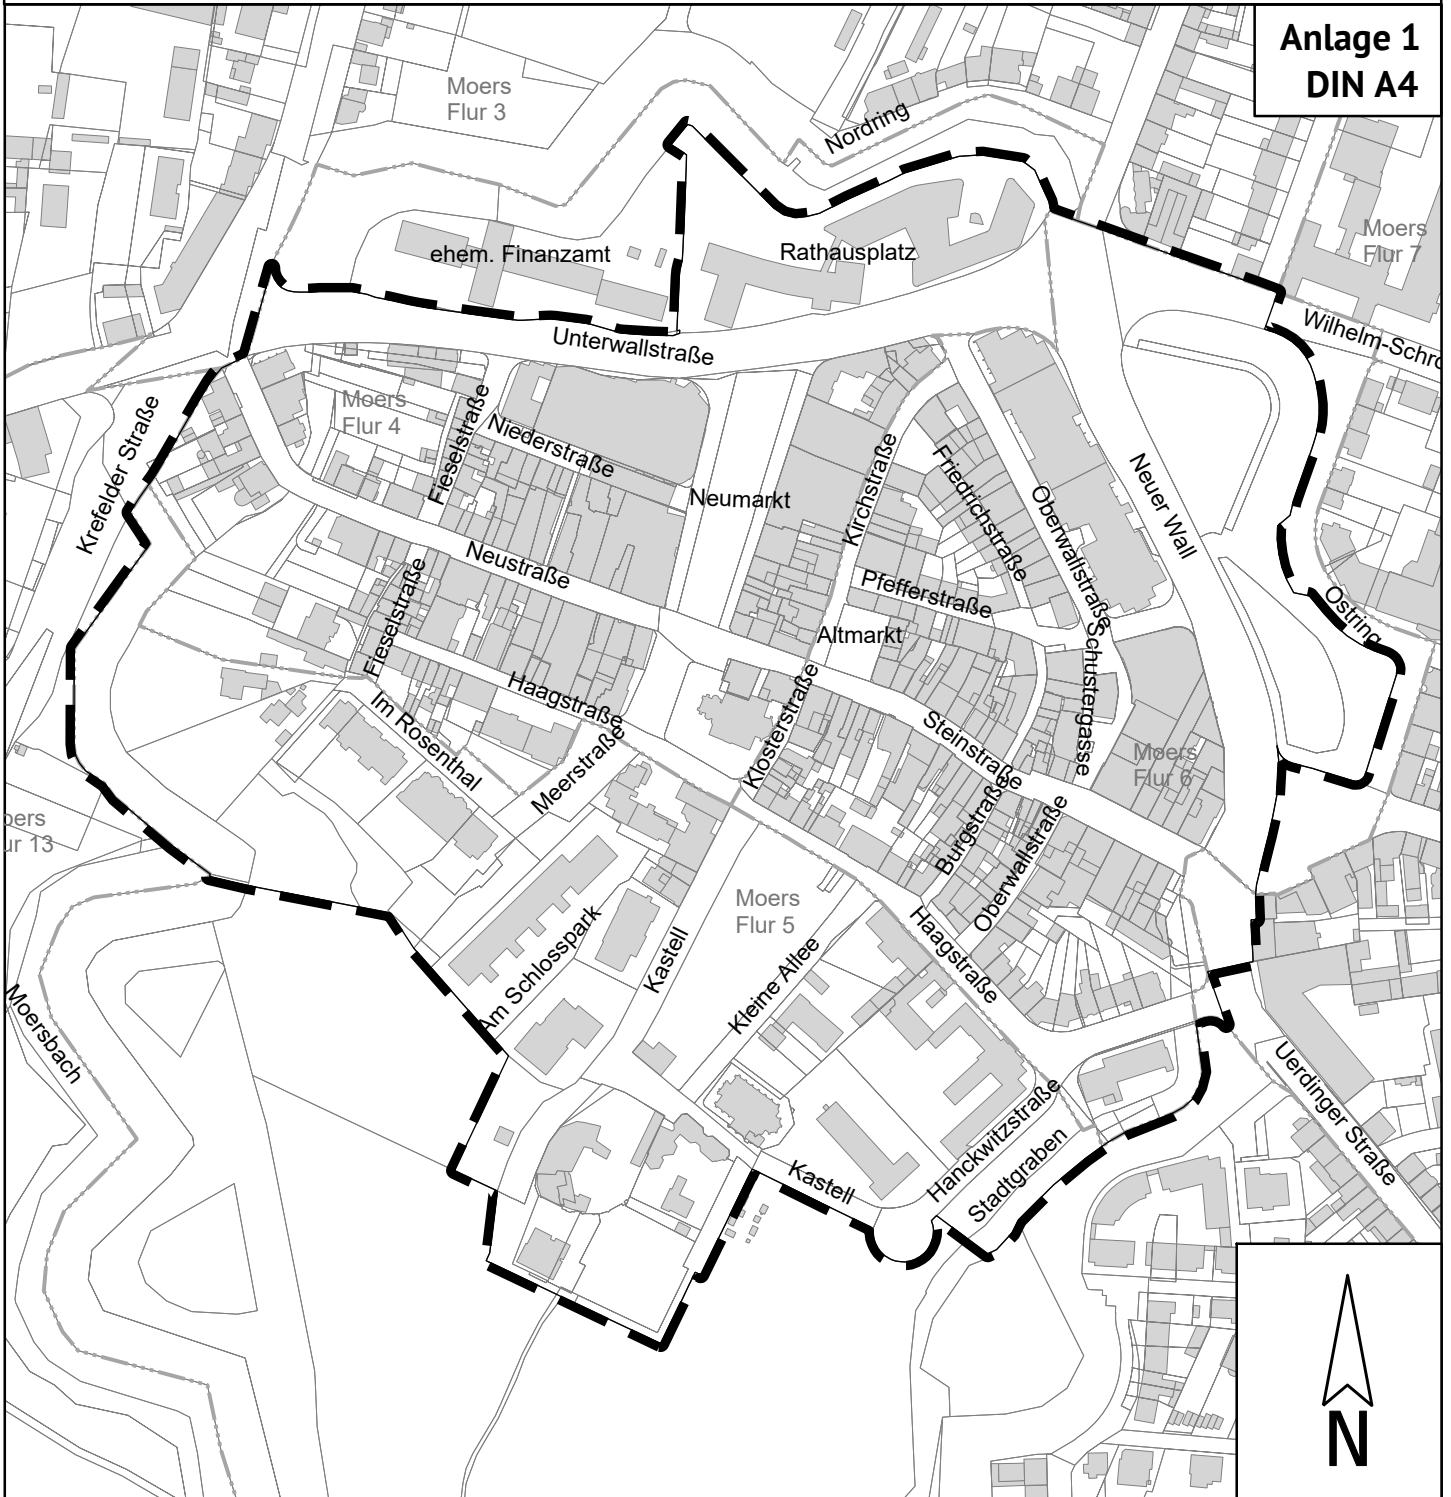 Anlage 1
DIN A4
Moers
Flur 3
Nordring
Moers
Flur 7
ehem. Finanzamt
Rathausplatz
Unterwallstraße
Wilhelm-Schro
Krefelder Straße
Moers
Flur 4
Fieselstraße
Niederstraße
Neumarkt
Kirchstraße
Friedrichstraße
Oberwallstraße
Neuer Wall
Neustraße
Fieselstraße
Pfefferstraße
Altmarkt
Schustergasse
Ostring
Haagstraße
Im Rosenthal
Meerstraße
Klosterstraße
Steinstraße
Moers
Flur 6
oers
ur 13
Burgstraße
Oberwallstraße
Moers
Flur 5
Haagstraße
Am Schlosspark
Kastell
Kleine Allee
Moersbach
Uerdinger Straße
Hanckwitzstraße
Stadtgraben
Kastell
N